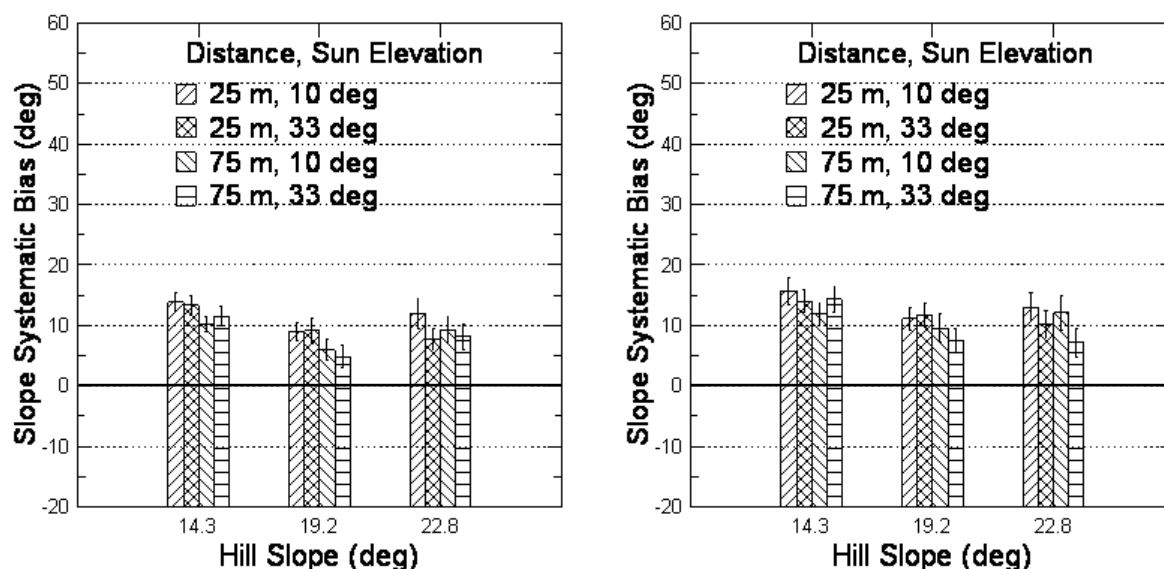 60
50
40
30
20
10
0
-10
-20
Slope Systematic Bias (deg)
Distance, Sun Elevation
25 m, 10 deg
25 m, 33 deg
75 m, 10 deg
75 m, 33 deg
14.3
19.2
22.8
Hill Slope (deg)
60
50
40
30
20
10
0
-10
-20
Slope Systematic Bias (deg)
Distance, Sun Elevation
25 m, 10 deg
25 m, 33 deg
75 m, 10 deg
75 m, 33 deg
14.3
19.2
22.8
Hill Slope (deg)